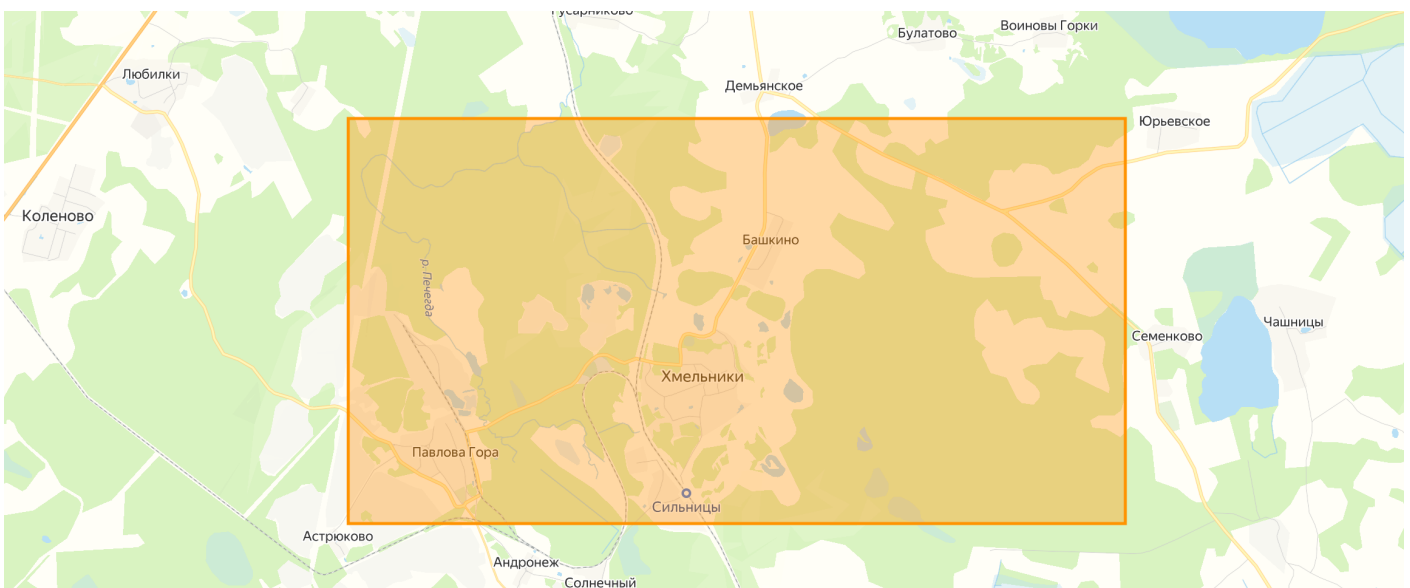 Гусарниково
Воиновы Горки
Булатово
Любилки
Демьянское
Юрьевское
Коленово
Башкино
р. Печегда
Чашницы
Семенково
Хмельники
Павлова Гора
Сильницы
Астрюково
Андронеж
Солнечный